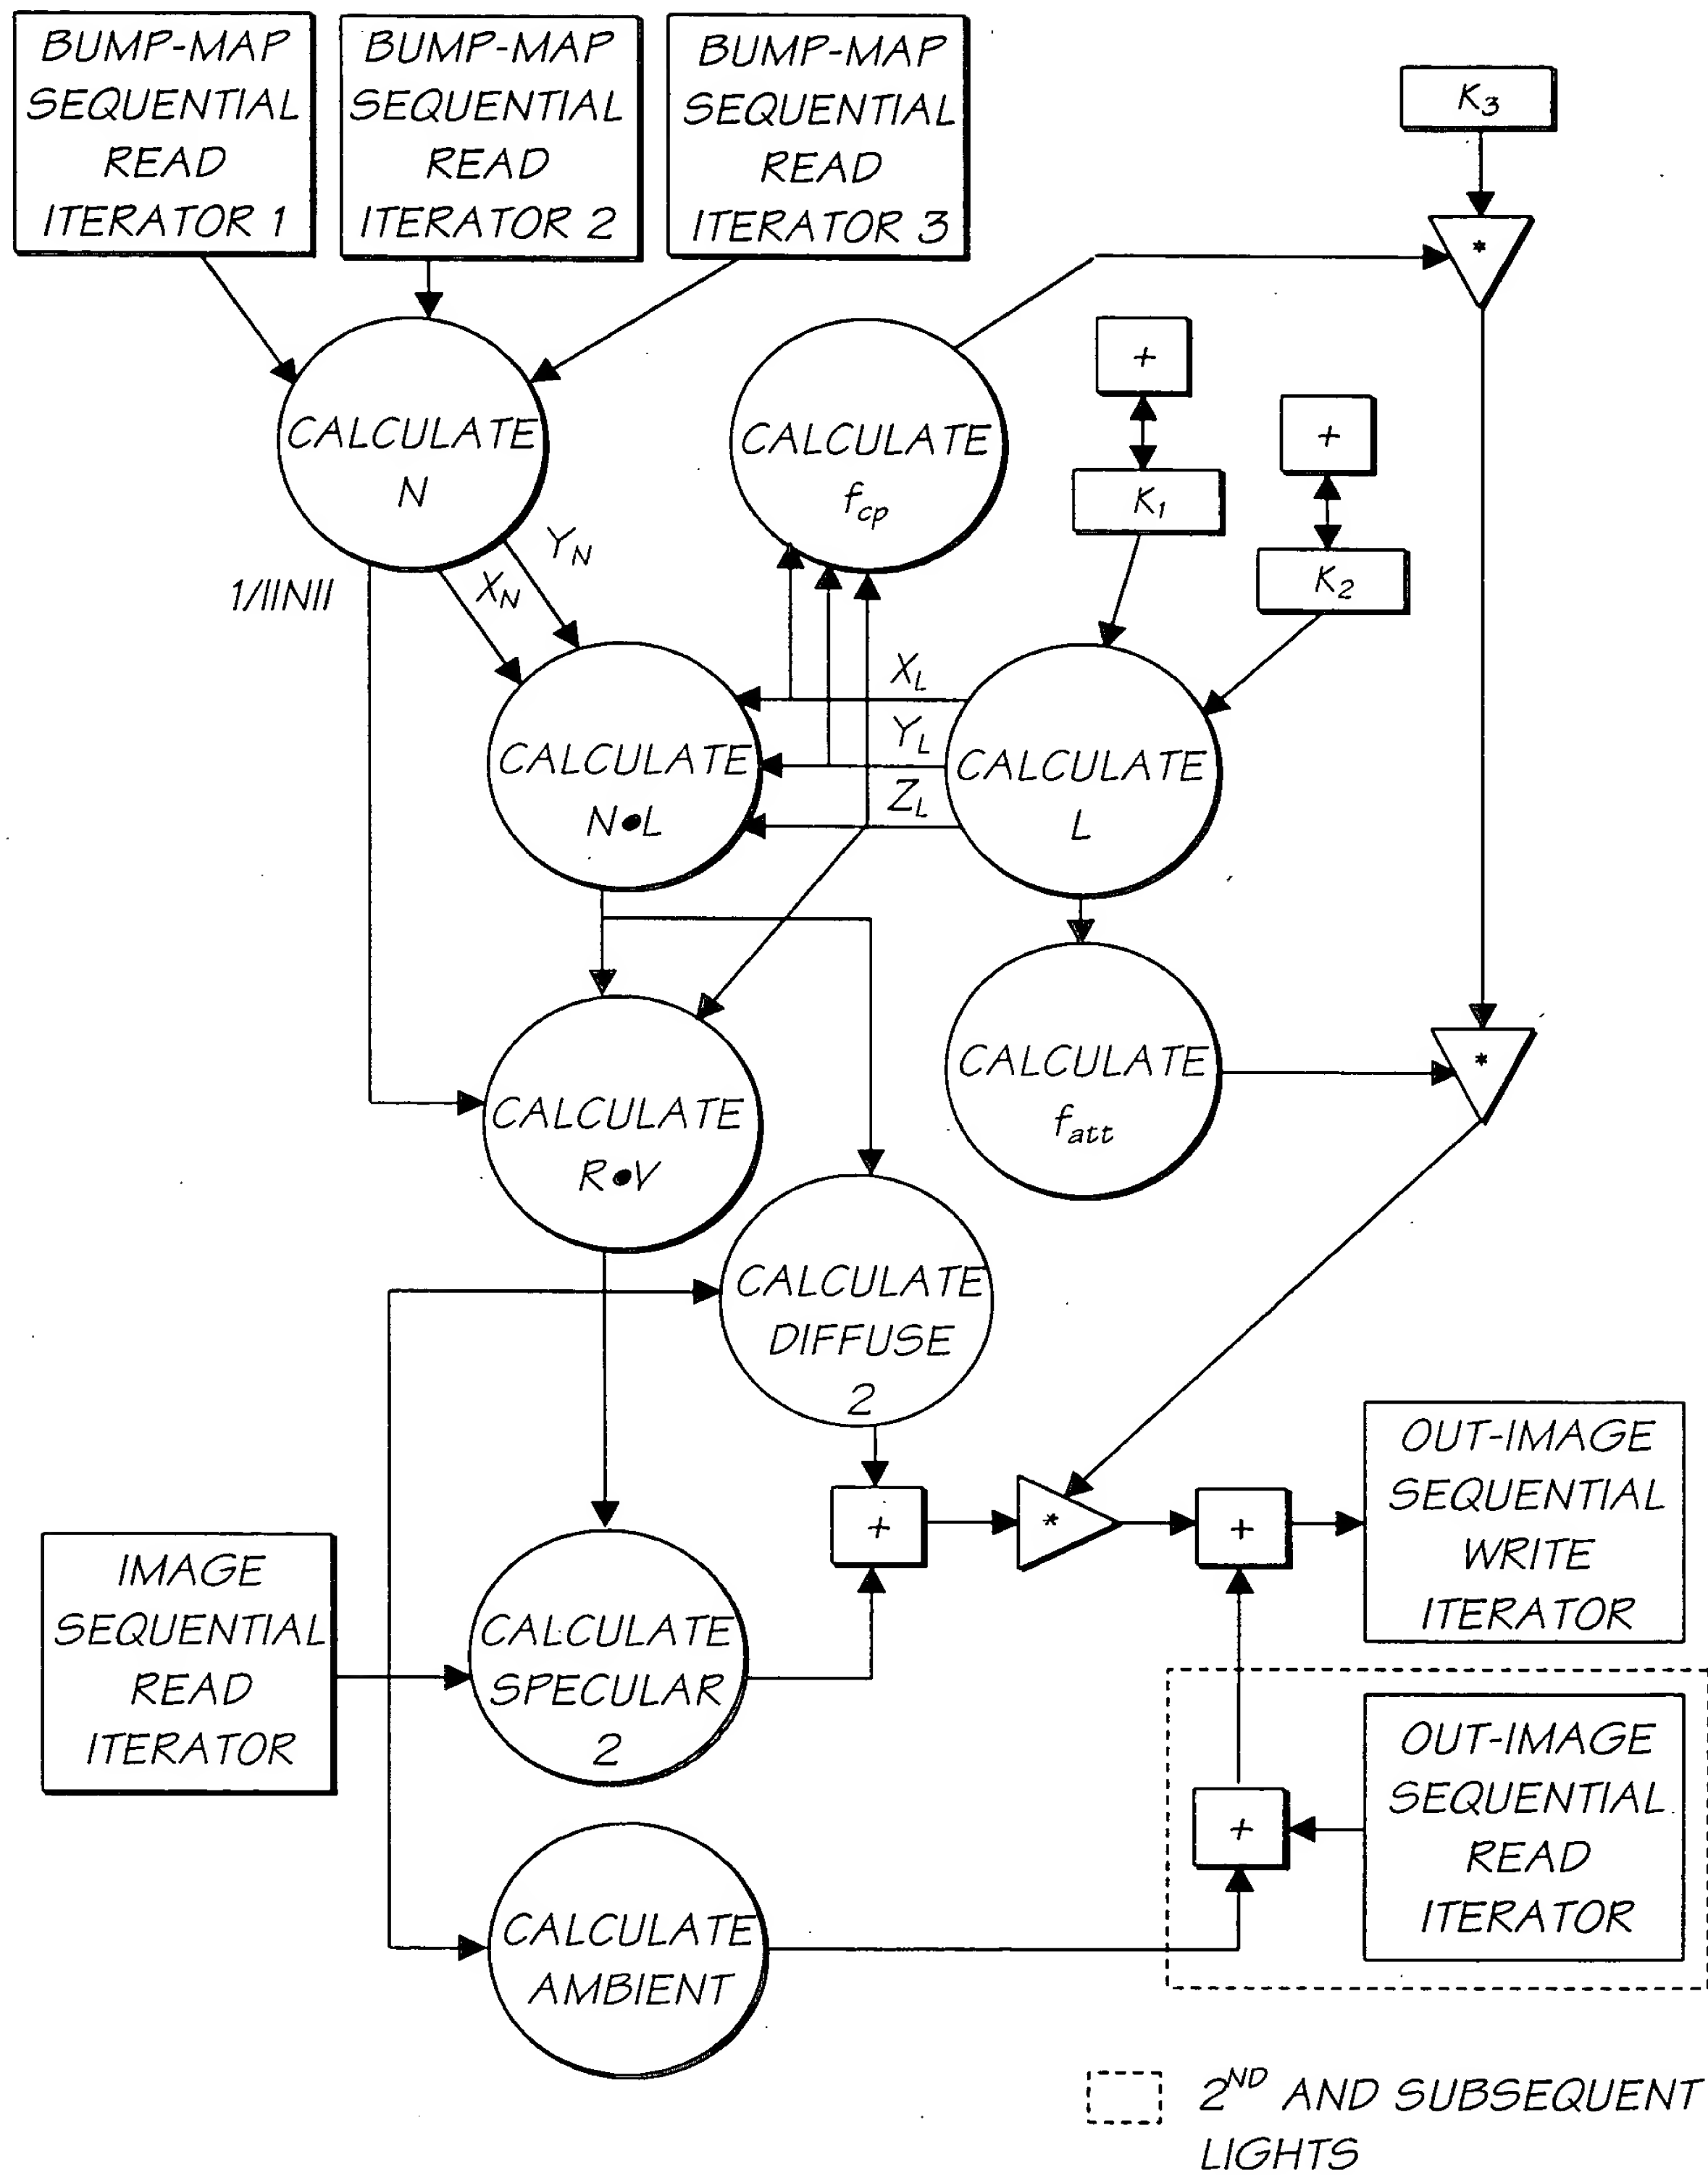 BUMP-MAP
SEQUENTIAL
READ
ITERATOR 1
BUMP-MAP
SEQUENTIAL
READ
ITERATOR 2
BUMP-MAP
SEQUENTIAL
READ
ITERATOR 3
K3
*
CALCULATE
N
CALCULATE
fcp
+
+
K1
K2
1/||N||
XN
YN
XL
YL
ZL
CALCULATE
N•L
CALCULATE
L
CALCULATE
R•V
CALCULATE
fatt
*
CALCULATE
DIFFUSE
2
+
*
+
OUT-IMAGE
SEQUENTIAL
WRITE
ITERATOR
IMAGE
SEQUENTIAL
READ
ITERATOR
CALCULATE
SPECULAR
2
+
OUT-IMAGE
SEQUENTIAL
READ
ITERATOR
CALCULATE
AMBIENT
2ND AND SUBSEQUENT
LIGHTS